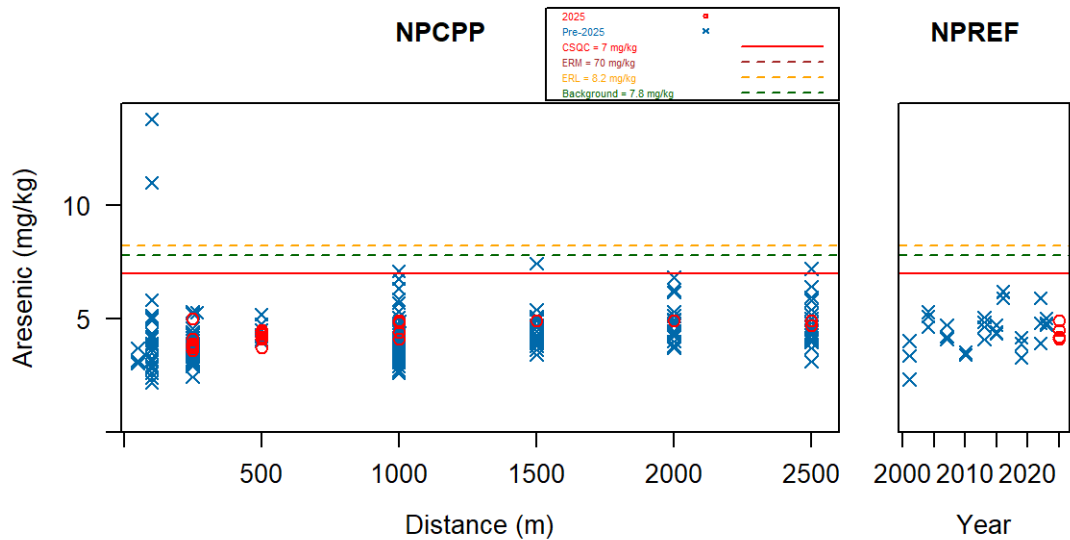 NPCPP
NPREF
2025
Pre-2025
CSQC = 7 mg/kg
ERM = 70 mg/kg
ERL = 8.2 mg/kg
Background = 7.8 mg/kg
Aresenic (mg/kg)
10
5
500 1000 1500 2000 2500
2000 2010 2020
Distance (m)
Year